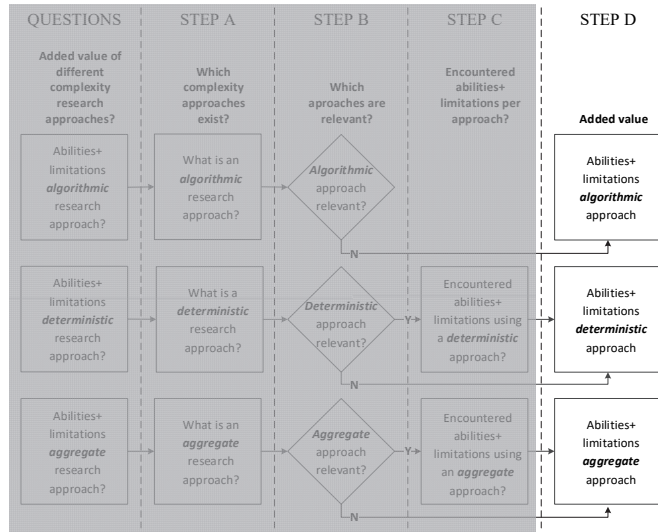 QUESTIONS
STEP A
STEP B
STEP C
STEP D
Added value of
different
complexity
research
approaches?
Which
complexity
approaches
exist?
Which
aproaches are
relevant?
Encountered
abilities+
limitations per
approach?
Added value
Abilities+
limitations
algorithmic
research
approach?
What is an
algorithmic
research
approach?
Algorithmic
approach
relevant?
N
Abilities+
limitations
algorithmic
approach
Abilities+
limitations
deterministic
research
approach?
What is a
deterministic
research
approach?
Deterministic
approach
relevant?
Y
N
Encountered
abilities+
limitations using
a deterministic
approach?
Abilities+
limitations
deterministic
approach
Abilities+
limitations
aggregate
research
approach?
What is an
aggregate
research
approach?
Aggregate
approach
relevant?
Y
N
Encountered
abilities+
limitations using
an aggregate
approach?
Abilities+
limitations
aggregate
approach